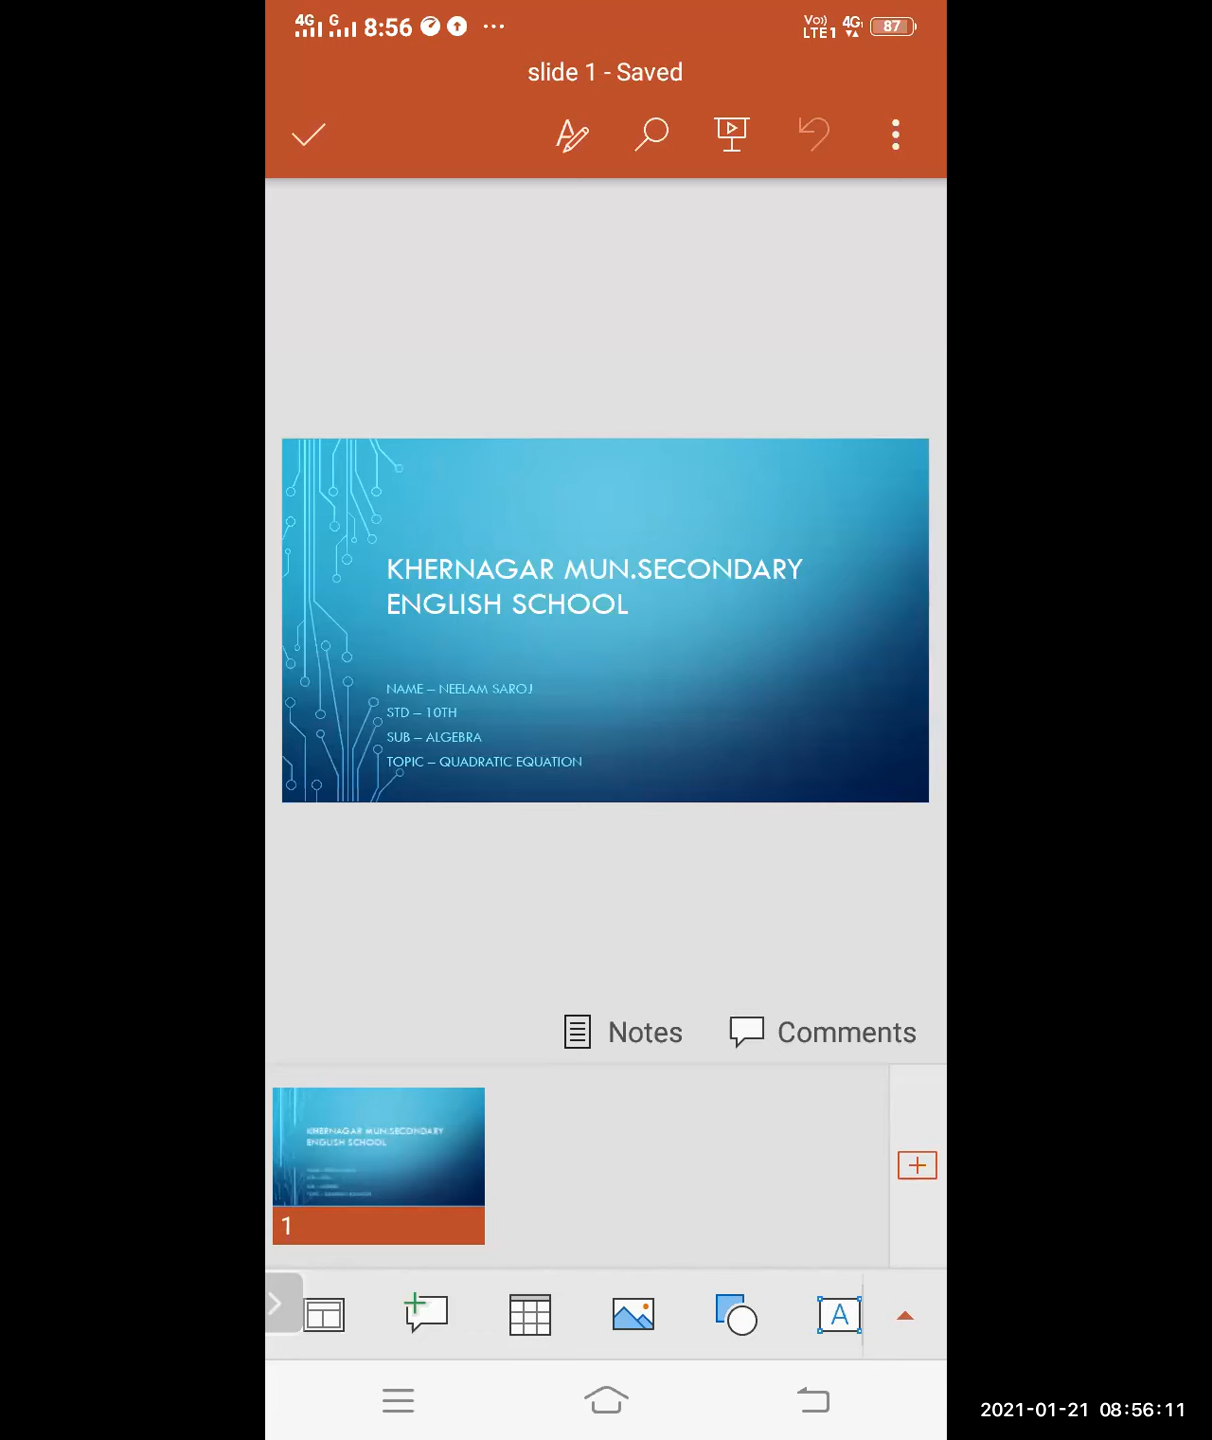 4G G 8:56 ...
Vo)) LTE1 4G 87
slide 1 - Saved
KHERNAGAR MUN.SECONDARY
ENGLISH SCHOOL
NAME – NEELAM SAROJ
STD – 10TH
SUB – ALGEBRA
TOPIC – QUADRATIC EQUATION
Notes
Comments
KHERNAGAR MUN.SECONDARY
ENGLISH SCHOOL
1
A
2021-01-21 08:56:11